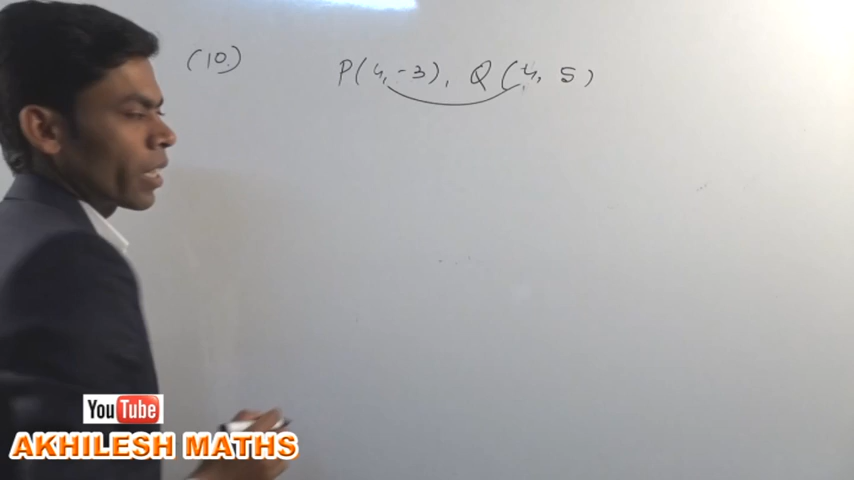 (10.) P(4, -3), Q(4, 5)
YouTube
AKHILESH MATHS